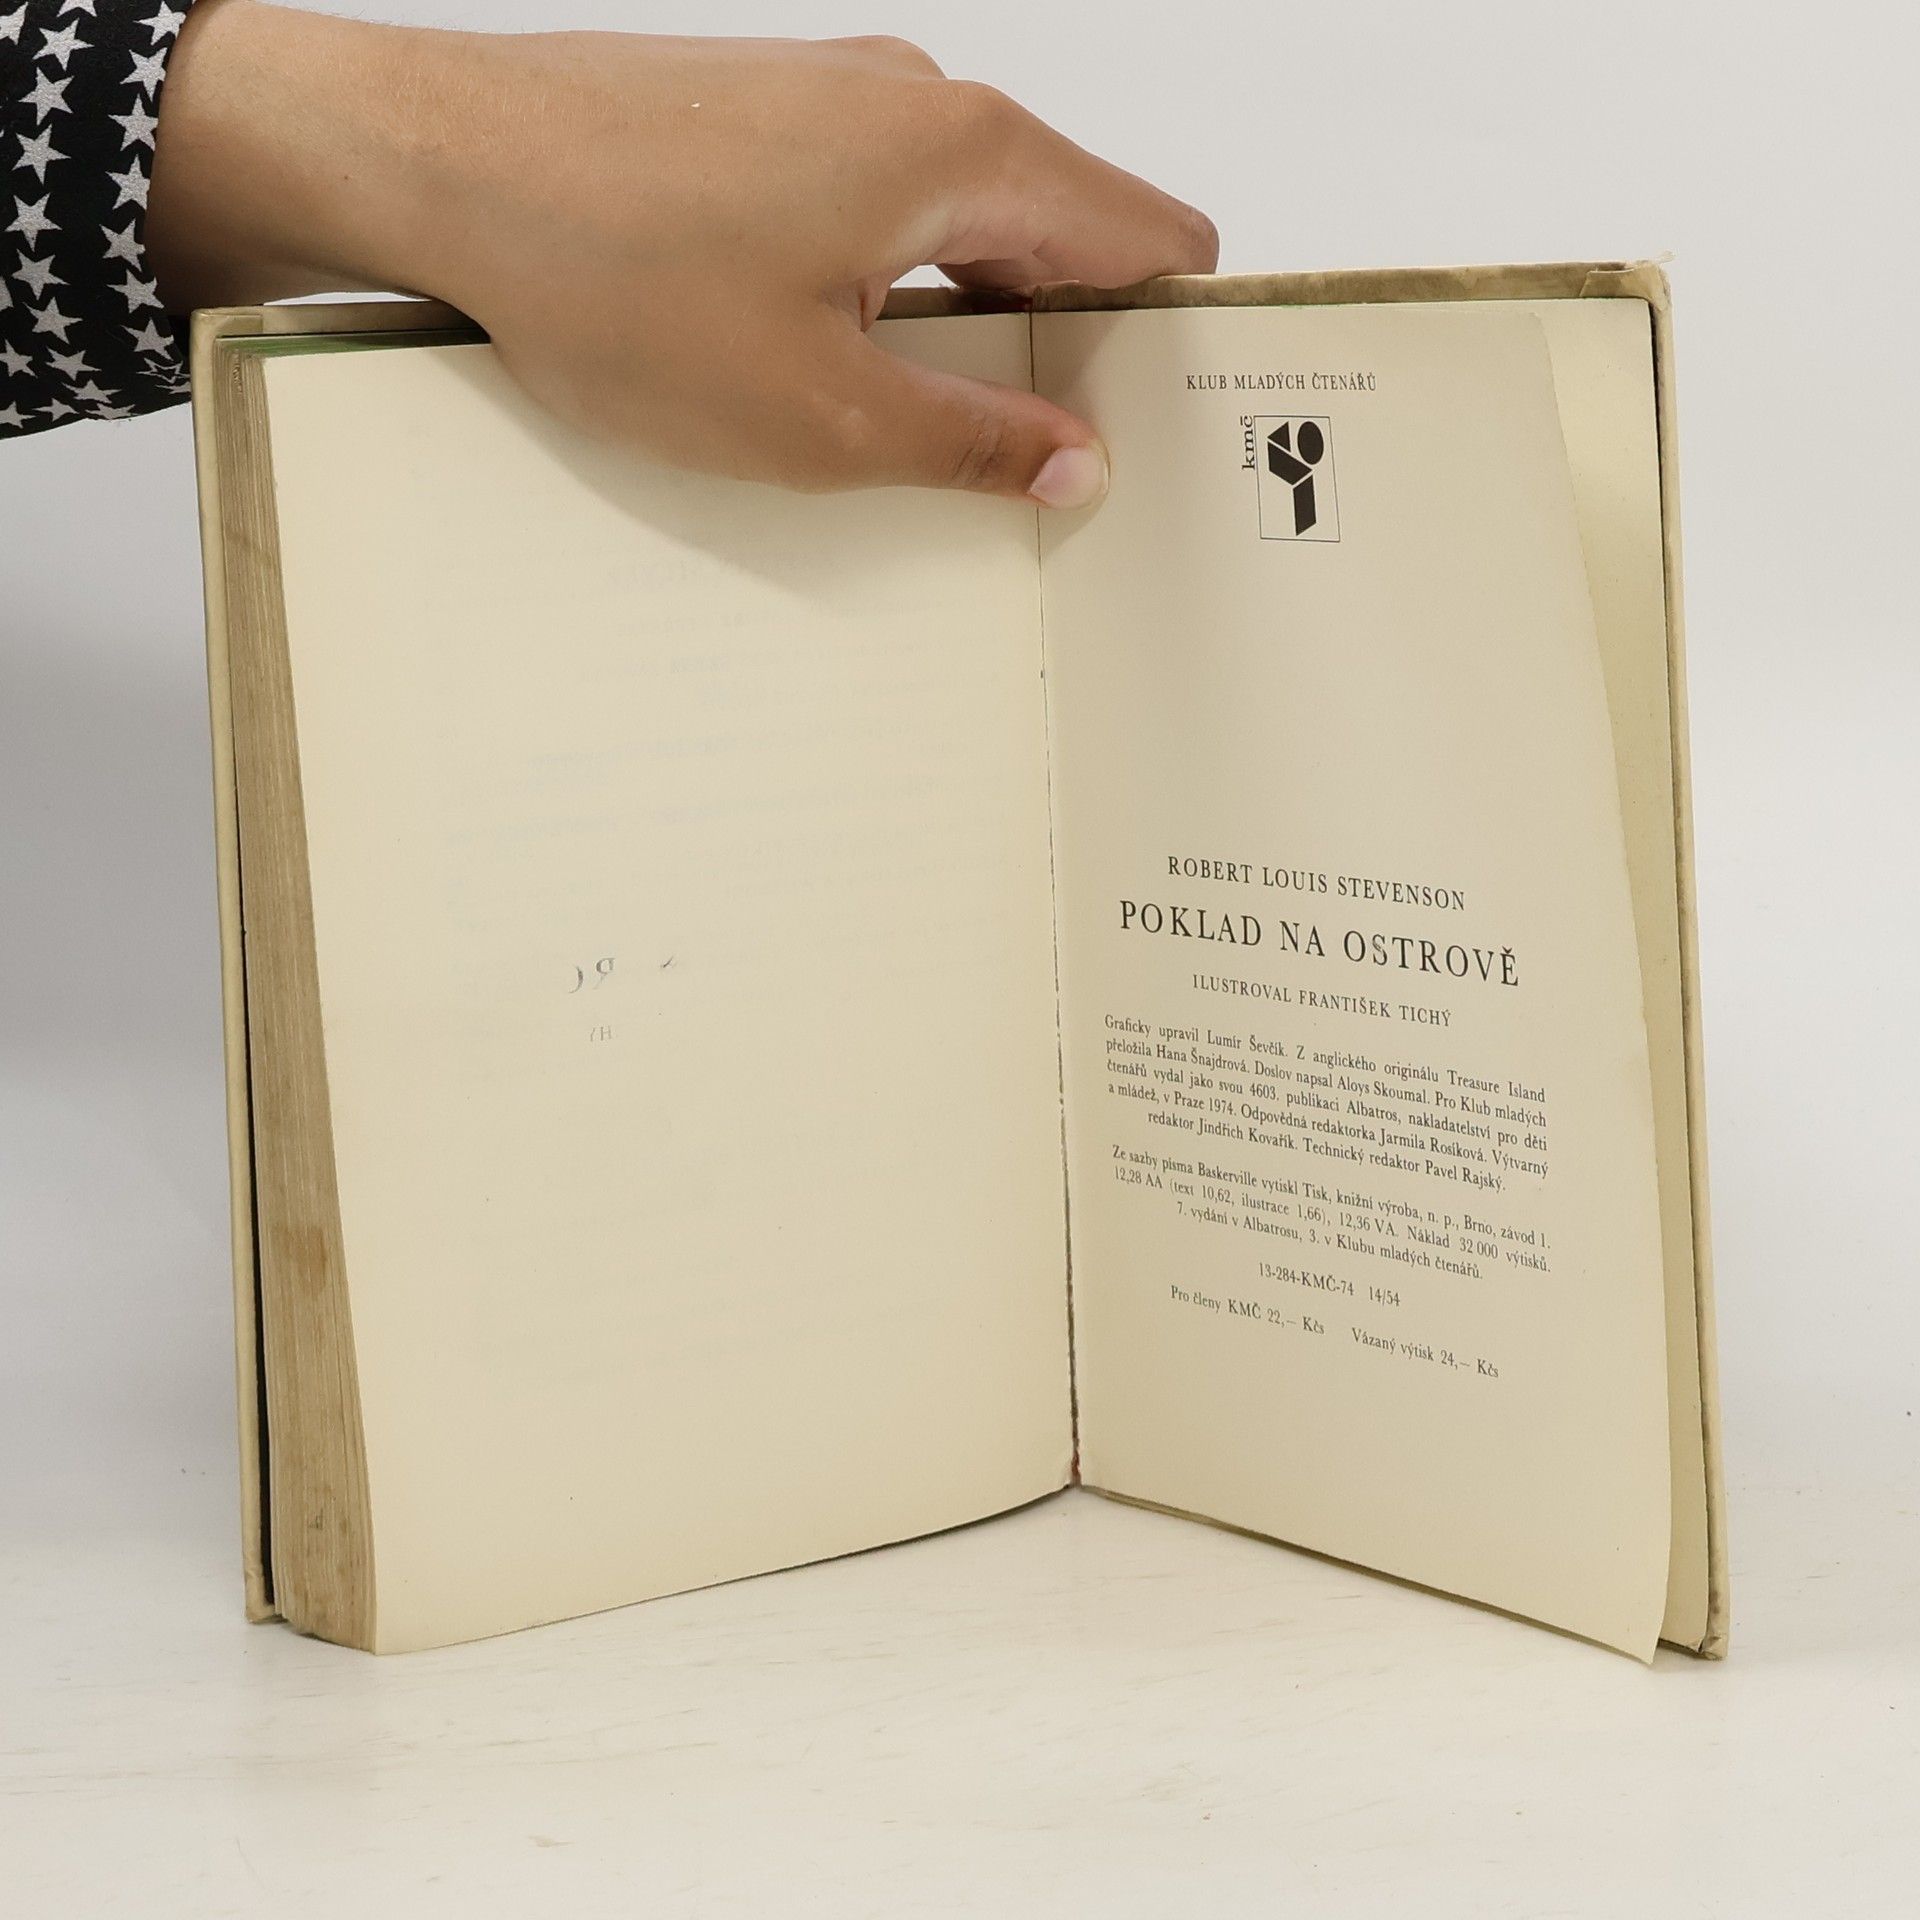 KLUB MLADÝCH ČTENÁŘŮ
kmč
ROBERT LOUIS STEVENSON
POKLAD NA OSTROVĚ
ILUSTROVAL FRANTIŠEK TICHÝ
Graficky upravil Lumír Ševčík. Z anglického originálu Treasure Island
přeložila Hana Šnajdrová. Doslov napsal Aloys Skoumal. Pro Klub mladých
čtenářů vydal jako svou 4603. publikaci Albatros, nakladatelství pro děti
a mládež, v Praze 1974. Odpovědná redaktorka Jarmila Rosíková. Výtvarný
redaktor Jindřich Kovařík. Technický redaktor Pavel Rajský.
Ze sazby písma Baskerville vytiskl Tisk, knižní výroba, n. p., Brno, závod 1.
12,28 AA (text 10,62, ilustrace 1,66), 12,36 VA. Náklad 32 000 výtisků.
7. vydání v Albatrosu, 3. v Klubu mladých čtenářů.
13-284-KMČ-74 14/54
Pro členy KMČ 22,— Kčs Vázaný výtisk 24,— Kčs